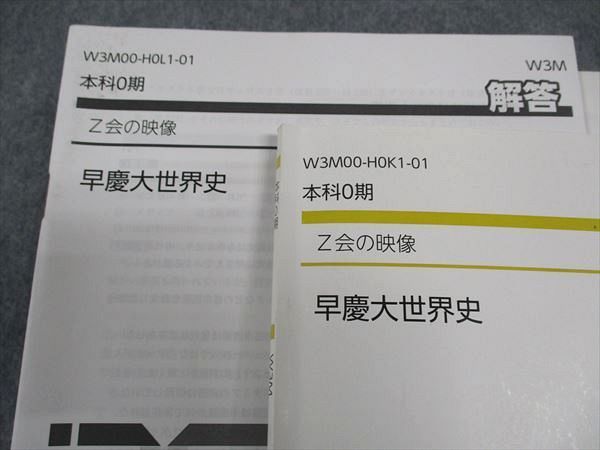 W3M00-H0L1-01
W3M
本科0期
解答
Z会の映像
早慶大世界史
W3M00-H0K1-01
本科0期
Z会の映像
早慶大世界史